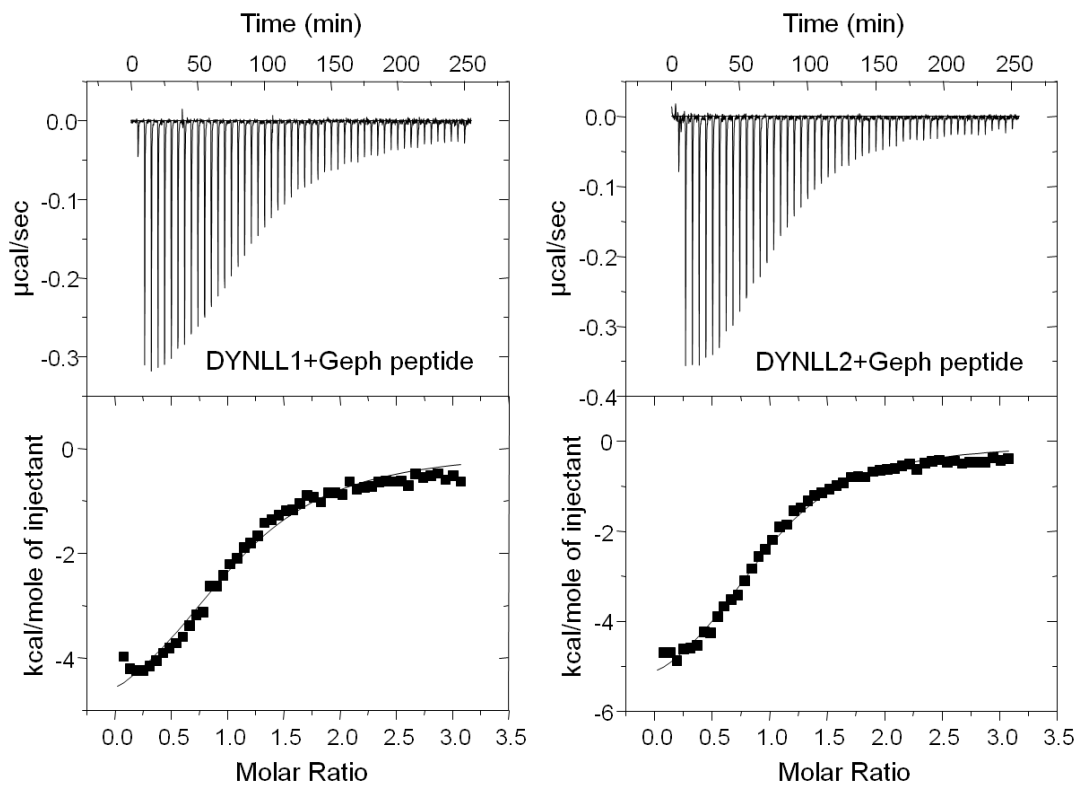 Time (min)
0 50 100 150 200 250
0.0
-0.1
-0.2
-0.3
µcal/sec
DYNLL1+Geph peptide
0
-2
-4
kcal/mole of injectant
0.0 0.5 1.0 1.5 2.0 2.5 3.0 3.5
Molar Ratio
Time (min)
0 50 100 150 200 250
0.0
-0.1
-0.2
-0.3
-0.4
µcal/sec
DYNLL2+Geph peptide
0
-2
-4
-6
kcal/mole of injectant
0.0 0.5 1.0 1.5 2.0 2.5 3.0 3.5
Molar Ratio